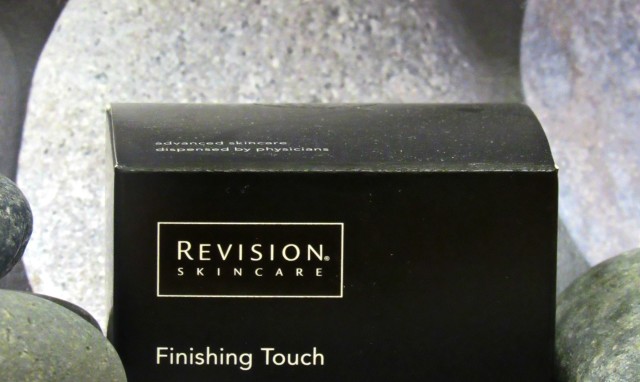 advanced skincare
dispensed by physicians
REVISION®
SKINCARE
Finishing Touch